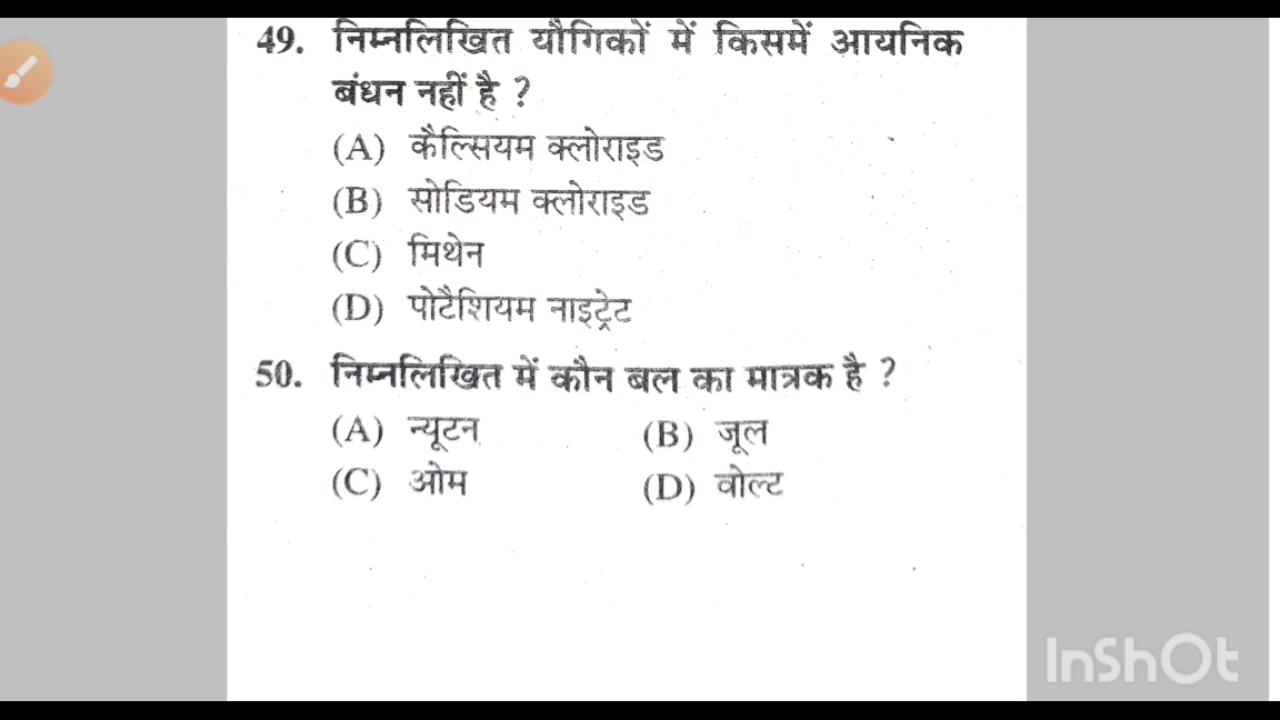 49. निम्नलिखित यौगिकों में किसमें आयनिक
बंधन नहीं है ?
(A) कैल्सियम क्लोराइड
(B) सोडियम क्लोराइड
(C) मिथेन
(D) पोटैशियम नाइट्रेट
50. निम्नलिखित में कौन बल का मात्रक है ?
(A) न्यूटन (B) जूल
(C) ओम (D) वोल्ट
InShOt